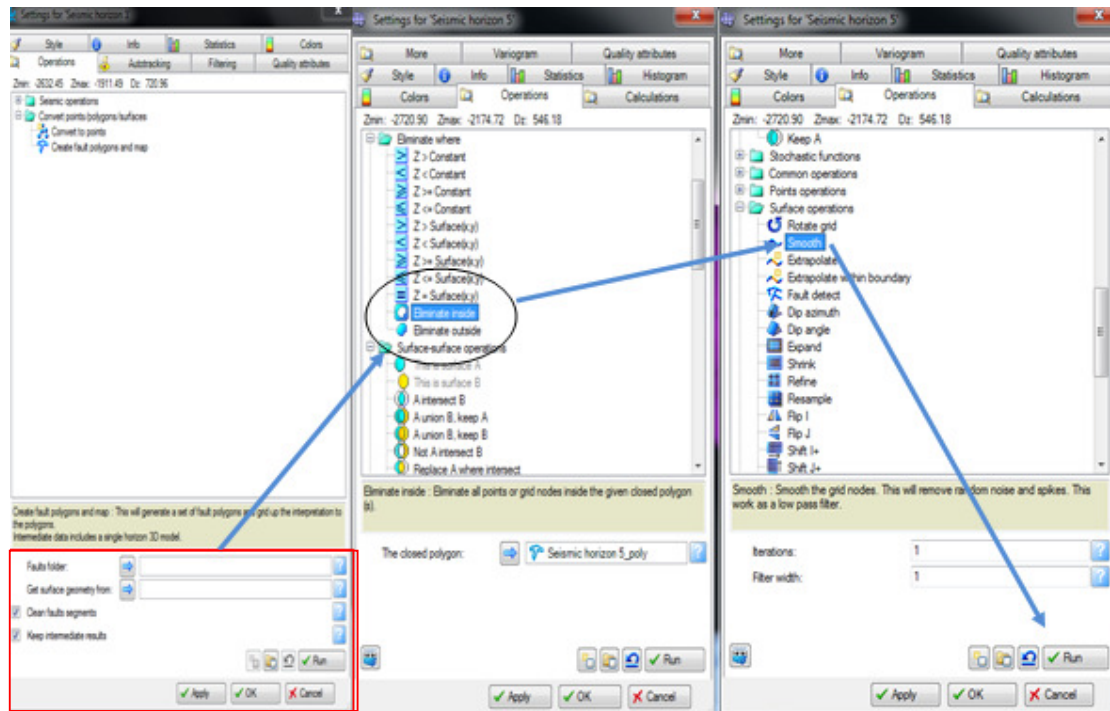 Settings for 'Seismic horizon
Style Info Statistics Colors
Operations Autotracking Filtering Quality attributes
Zmin: -2632.45 Zmax: -1911.49 Dz: 720.96
Seismic operations
Convert points/polygons/surfaces
Convert to points
Create fault polygons and map
Create fault polygons and map : This will generate a set of fault polygons and grid up the interpretation to
the polygons.
Intermediate data includes a single horizon 3D model.
Faults folder:
Get surface geometry from:
Clean faults segments
Keep intermediate results
Run
Apply OK Cancel
Settings for 'Seismic horizon 5'
More Variogram Quality attributes
Style Info Statistics Histogram
Colors Operations Calculations
Zmin: -2720.90 Zmax: -2174.72 Dz: 546.18
Eliminate where
Z > Constant
Z < Constant
Z >= Constant
Z <= Constant
Z > Surface(x,y)
Z < Surface(x,y)
Z >= Surface(x,y)
Z <= Surface(x,y)
Z = Surface(x,y)
Eliminate inside
Eliminate outside
Surface-surface operations
This is surface A
This is surface B
A intersect B
A union B, keep A
A union B, keep B
Not A intersect B
Replace A where intersect
Eliminate inside : Eliminate all points or grid nodes inside the given closed polygon
(s).
The closed polygon: Seismic horizon 5_poly
Run
Apply OK Cancel
Settings for 'Seismic horizon 5'
More Variogram Quality attributes
Style Info Statistics Histogram
Colors Operations Calculations
Zmin: -2720.90 Zmax: -2174.72 Dz: 546.18
Keep A
Stochastic functions
Common operations
Points operations
Surface operations
Rotate grid
Smooth
Extrapolate
Extrapolate within boundary
Fault detect
Dip azimuth
Dip angle
Expand
Shrink
Refine
Resample
Flip I
Flip J
Shift I+
Shift J+
Smooth : Smooth the grid nodes. This will remove random noise and spikes. This
work as a low pass filter.
Iterations: 1
Filter width: 1
Run
Apply OK Cancel